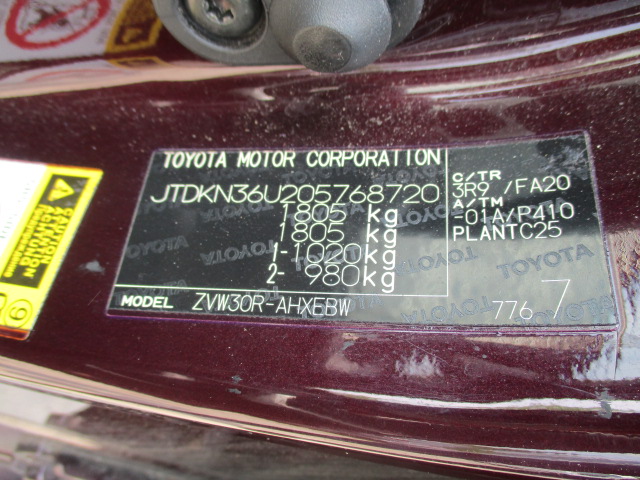 TOYOTA MOTOR CORPORATION
JTDKN36U205768720
1805 kg
1805 kg
1-1020kg
2- 980kg
MODEL ZVW30R-AHXEBW
C/TR
3R9 /FA20
A/TM
-01A/P410
PLANTC25
776 7
TOYOTA